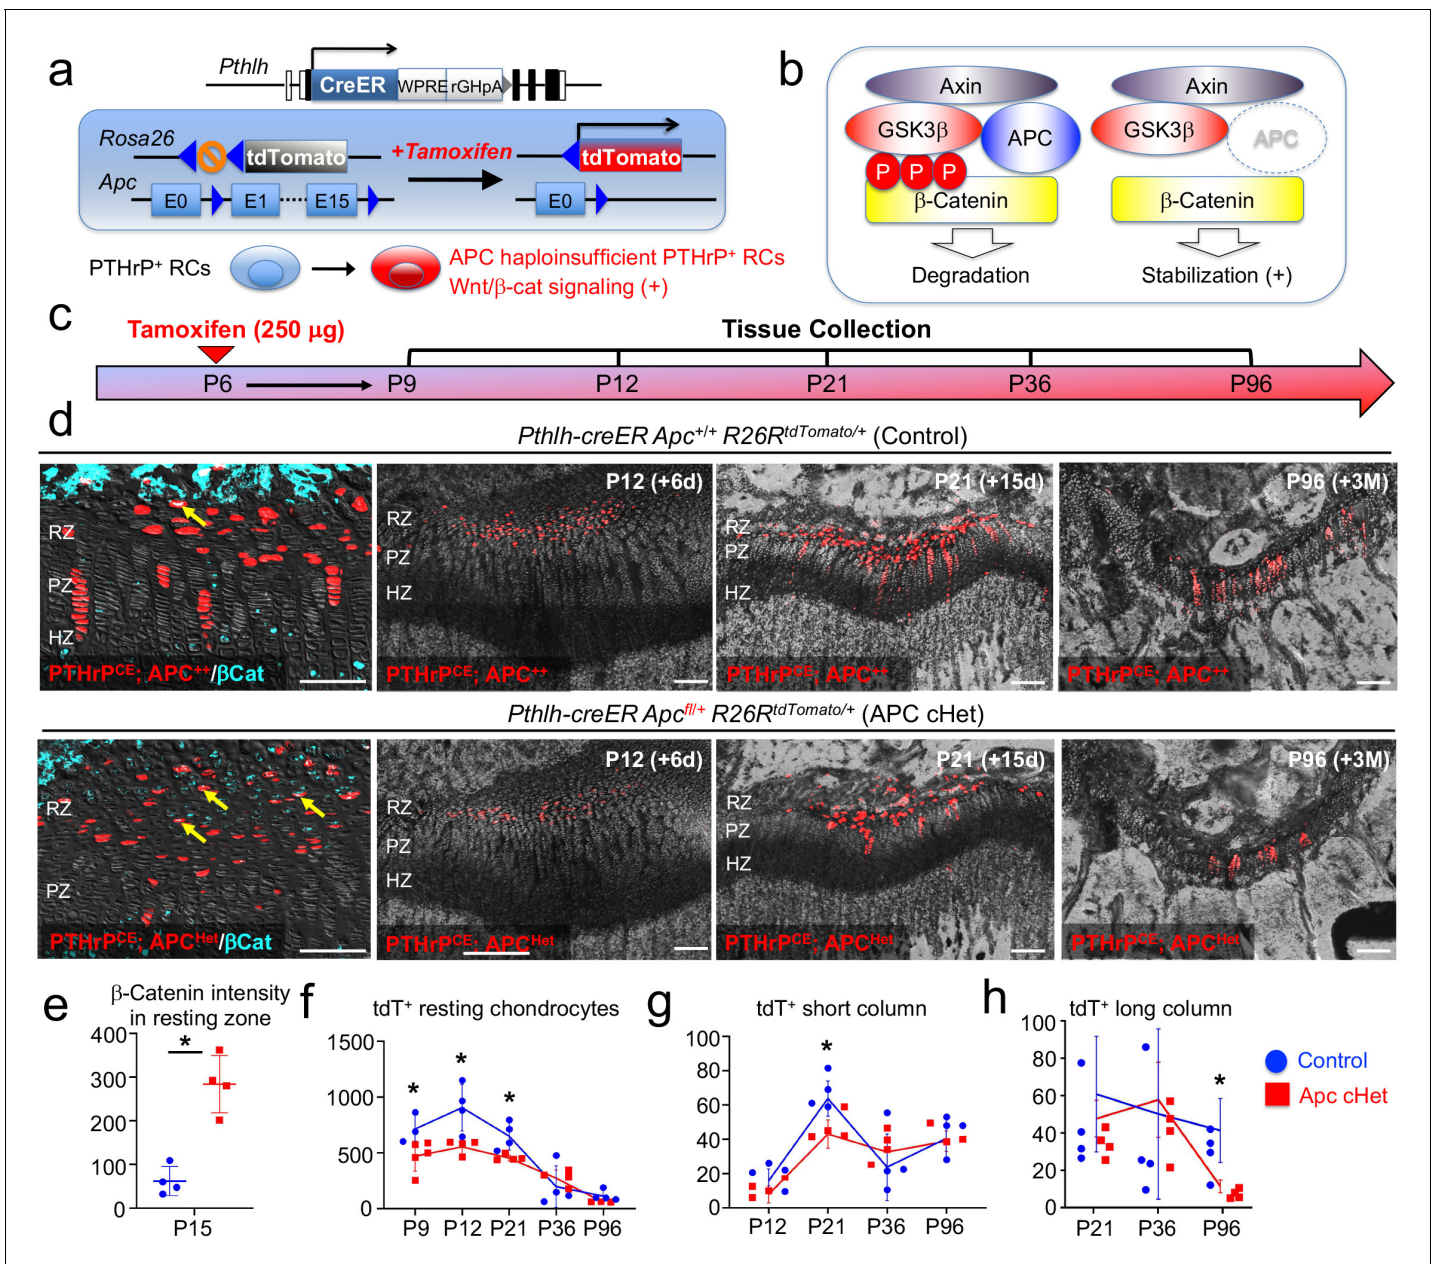 a
Pthlh
CreER
WPRE
rGHpA
Rosa26
tdTomato
+Tamoxifen
tdTomato
Apc
E0
E1
E15
E0
PTHrP+ RCs
APC haploinsufficient PTHrP+ RCs
Wnt/β-cat signaling (+)
b
Axin
GSK3β
APC
P P P
β-Catenin
Degradation
Axin
GSK3β
APC
β-Catenin
Stabilization (+)
c
Tamoxifen (250 μg)
Tissue Collection
P6 P9 P12 P21 P36 P96
d
Pthlh-creER Apc+/+ R26RtdTomato/+ (Control)
RZ
PZ
HZ
PTHrPCE; APC++/βCat
P12 (+6d)
RZ
PZ
HZ
PTHrPCE; APC++
P21 (+15d)
RZ
PZ
HZ
PTHrPCE; APC++
P96 (+3M)
PTHrPCE; APC++
Pthlh-creER Apcfl/+ R26RtdTomato/+ (APC cHet)
RZ
PZ
PTHrPCE; APCHet/βCat
P12 (+6d)
RZ
PZ
HZ
PTHrPCE; APCHet
P21 (+15d)
RZ
PZ
HZ
PTHrPCE; APCHet
P96 (+3M)
PTHrPCE; APCHet
e
β-Catenin intensity
in resting zone
400
300
200
100
0
*
P15
f
tdT+ resting chondrocytes
1500
1000
500
0
* * *
P9 P12 P21 P36 P96
g
tdT+ short column
100
80
60
40
20
0
*
P12 P21 P36 P96
h
tdT+ long column
100
80
60
40
20
0
*
P21 P36 P96
Control
Apc cHet